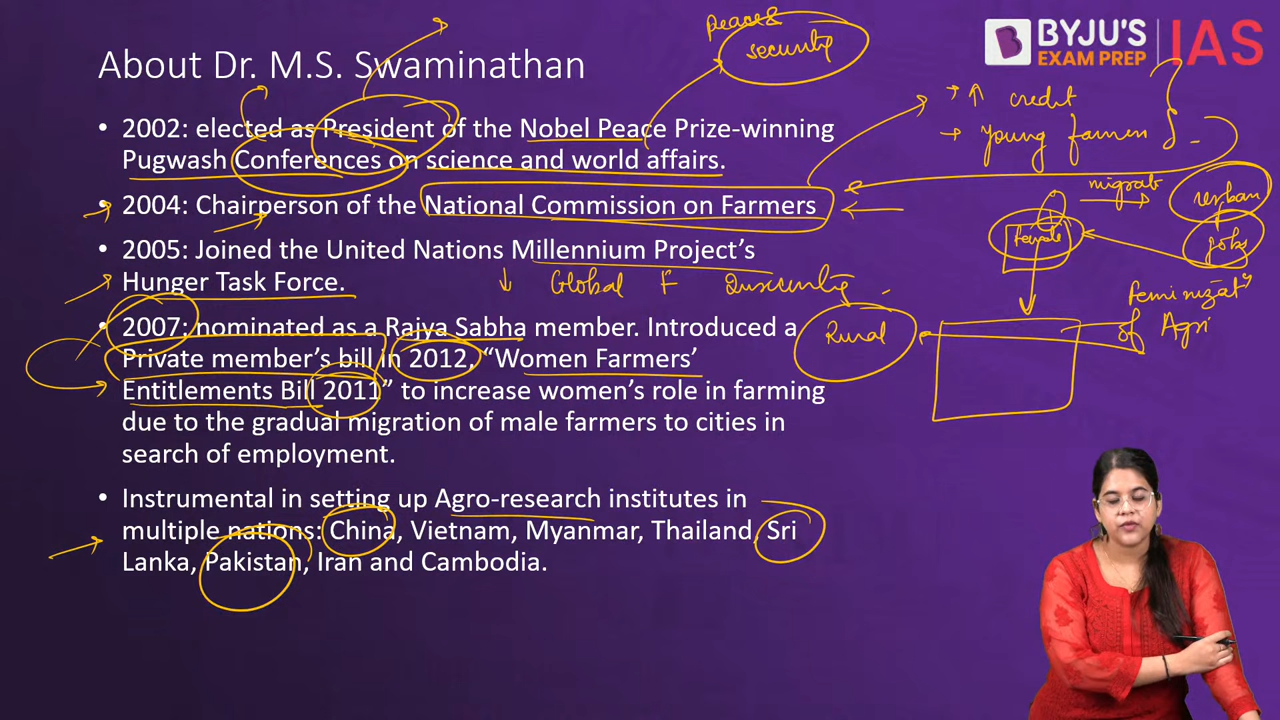 About Dr. M.S. Swaminathan
• 2002: elected as President of the Nobel Peace Prize-winning
Pugwash Conferences on science and world affairs.
• 2004: Chairperson of the National Commission on Farmers
• 2005: Joined the United Nations Millennium Project's
Hunger Task Force.
• 2007: nominated as a Rajya Sabha member. Introduced a
Private member's bill in 2012, “Women Farmers'
Entitlements Bill 2011” to increase women's role in farming
due to the gradual migration of male farmers to cities in
search of employment.
• Instrumental in setting up Agro-research institutes in
multiple nations: China, Vietnam, Myanmar, Thailand, Sri
Lanka, Pakistan, Iran and Cambodia.
peace &
security
BYJU'S
EXAM PREP
IAS
→ ↑ credit
→ young farmers
migrate
urban
jobs
↓ Global F Insecurity
Rural
feminizatn
of Agri